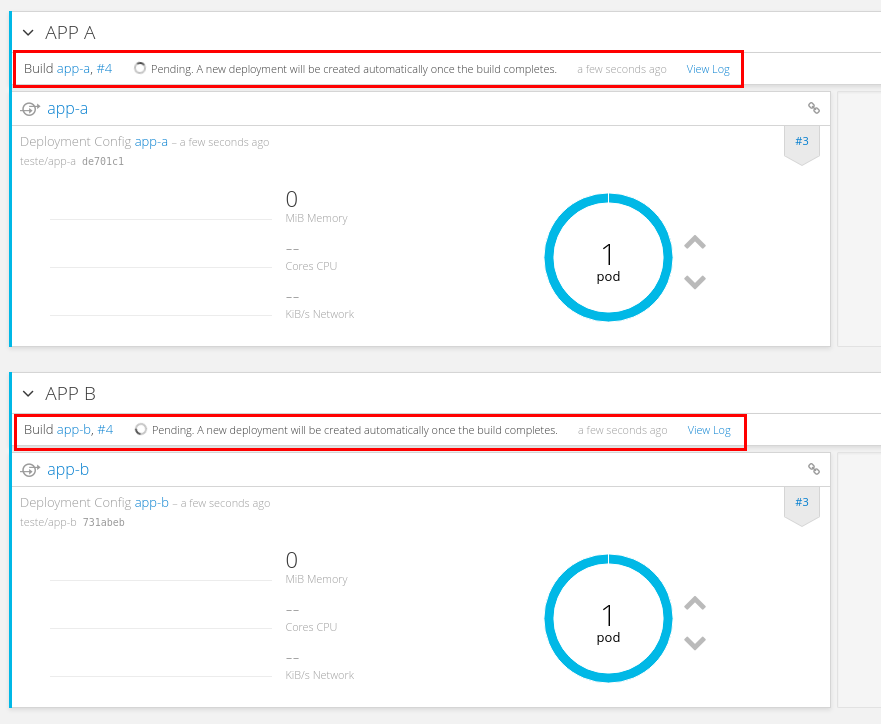 APP A
Build app-a, #4 Pending. A new deployment will be created automatically once the build completes. a few seconds ago View Log
app-a
Deployment Config app-a – a few seconds ago #3
teste/app-a de701c1
0
MiB Memory
--
Cores CPU
--
KiB/s Network
1
pod
APP B
Build app-b, #4 Pending. A new deployment will be created automatically once the build completes. a few seconds ago View Log
app-b
Deployment Config app-b – a few seconds ago #3
teste/app-b 731abeb
0
MiB Memory
--
Cores CPU
--
KiB/s Network
1
pod